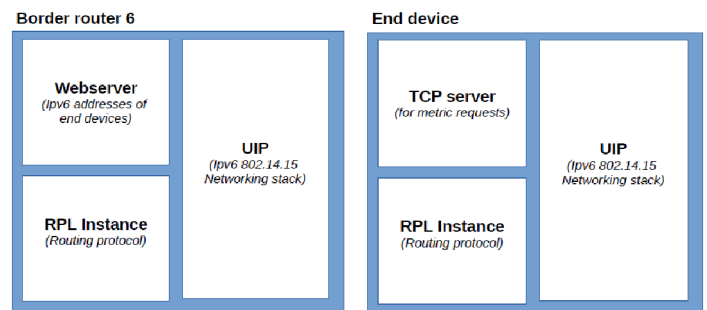 Border router 6
Webserver
(Ipv6 addresses of
end devices)
UIP
(Ipv6 802.14.15
Networking stack)
RPL Instance
(Routing protocol)
End device
TCP server
(for metric requests)
UIP
(Ipv6 802.14.15
Networking stack)
RPL Instance
(Routing protocol)